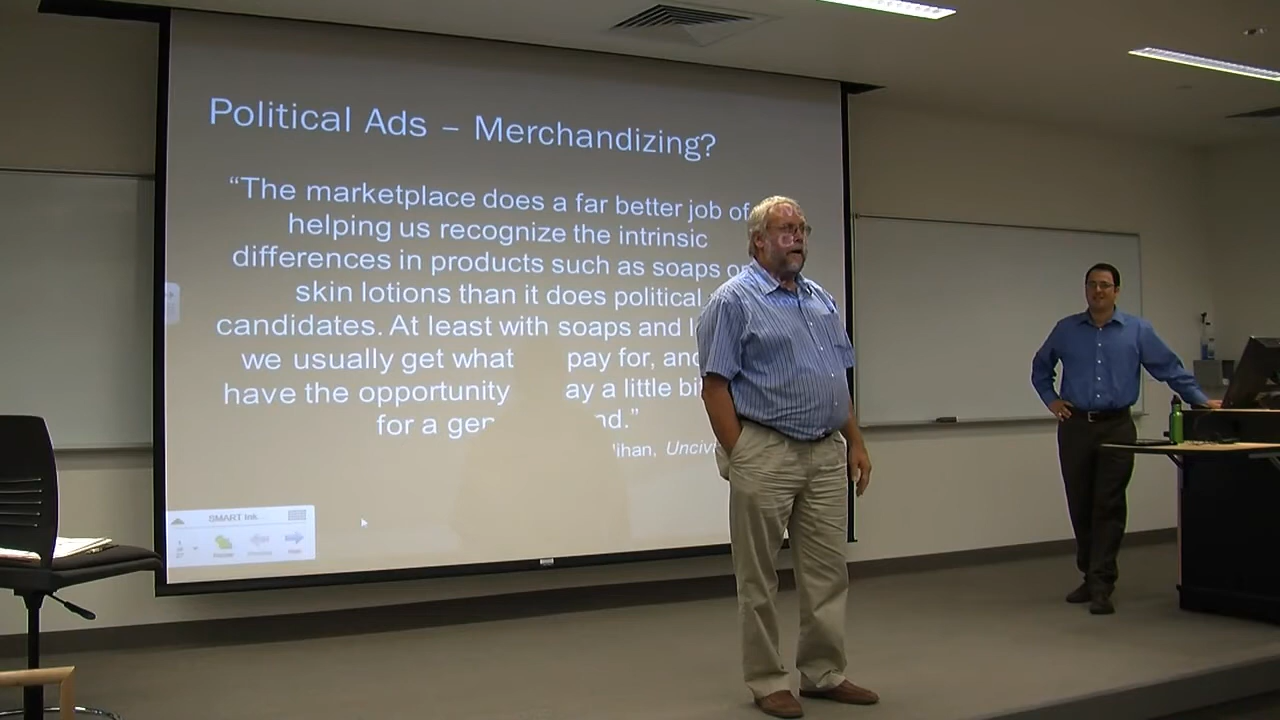 Political Ads – Merchandizing?
“The marketplace does a far better job of
helping us recognize the intrinsic
differences in products such as soaps or
skin lotions than it does political
candidates. At least with soaps and
we usually get what pay for, and
have the opportunity ay a little bi
for a gen nd.”
lihan, Unciv
SMART Ink